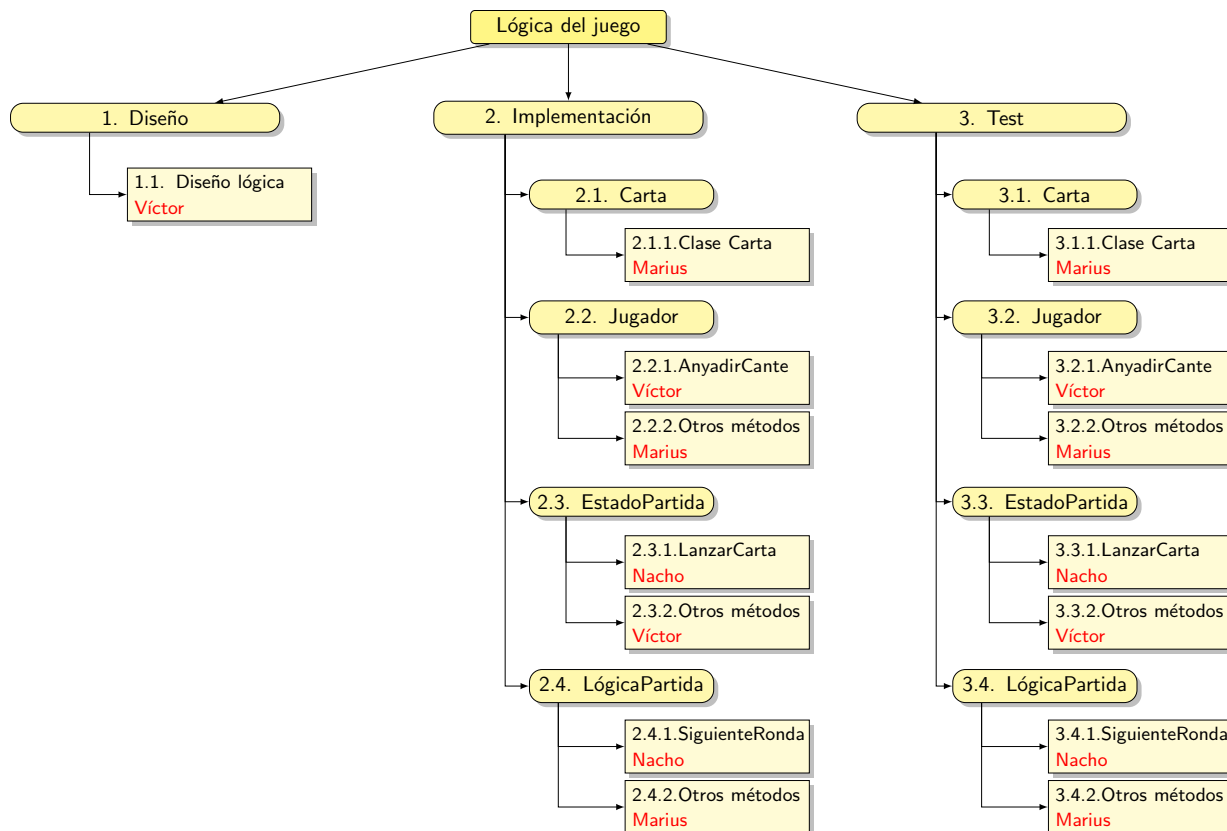 Lógica del juego
1. Diseño
1.1. Diseño lógica
Víctor
2. Implementación
2.1. Carta
2.1.1.Clase Carta
Marius
2.2. Jugador
2.2.1.AnyadirCante
Víctor
2.2.2.Otros métodos
Marius
2.3. EstadoPartida
2.3.1.LanzarCarta
Nacho
2.3.2.Otros métodos
Víctor
2.4. LógicaPartida
2.4.1.SiguienteRonda
Nacho
2.4.2.Otros métodos
Marius
3. Test
3.1. Carta
3.1.1.Clase Carta
Marius
3.2. Jugador
3.2.1.AnyadirCante
Víctor
3.2.2.Otros métodos
Marius
3.3. EstadoPartida
3.3.1.LanzarCarta
Nacho
3.3.2.Otros métodos
Víctor
3.4. LógicaPartida
3.4.1.SiguienteRonda
Nacho
3.4.2.Otros métodos
Marius